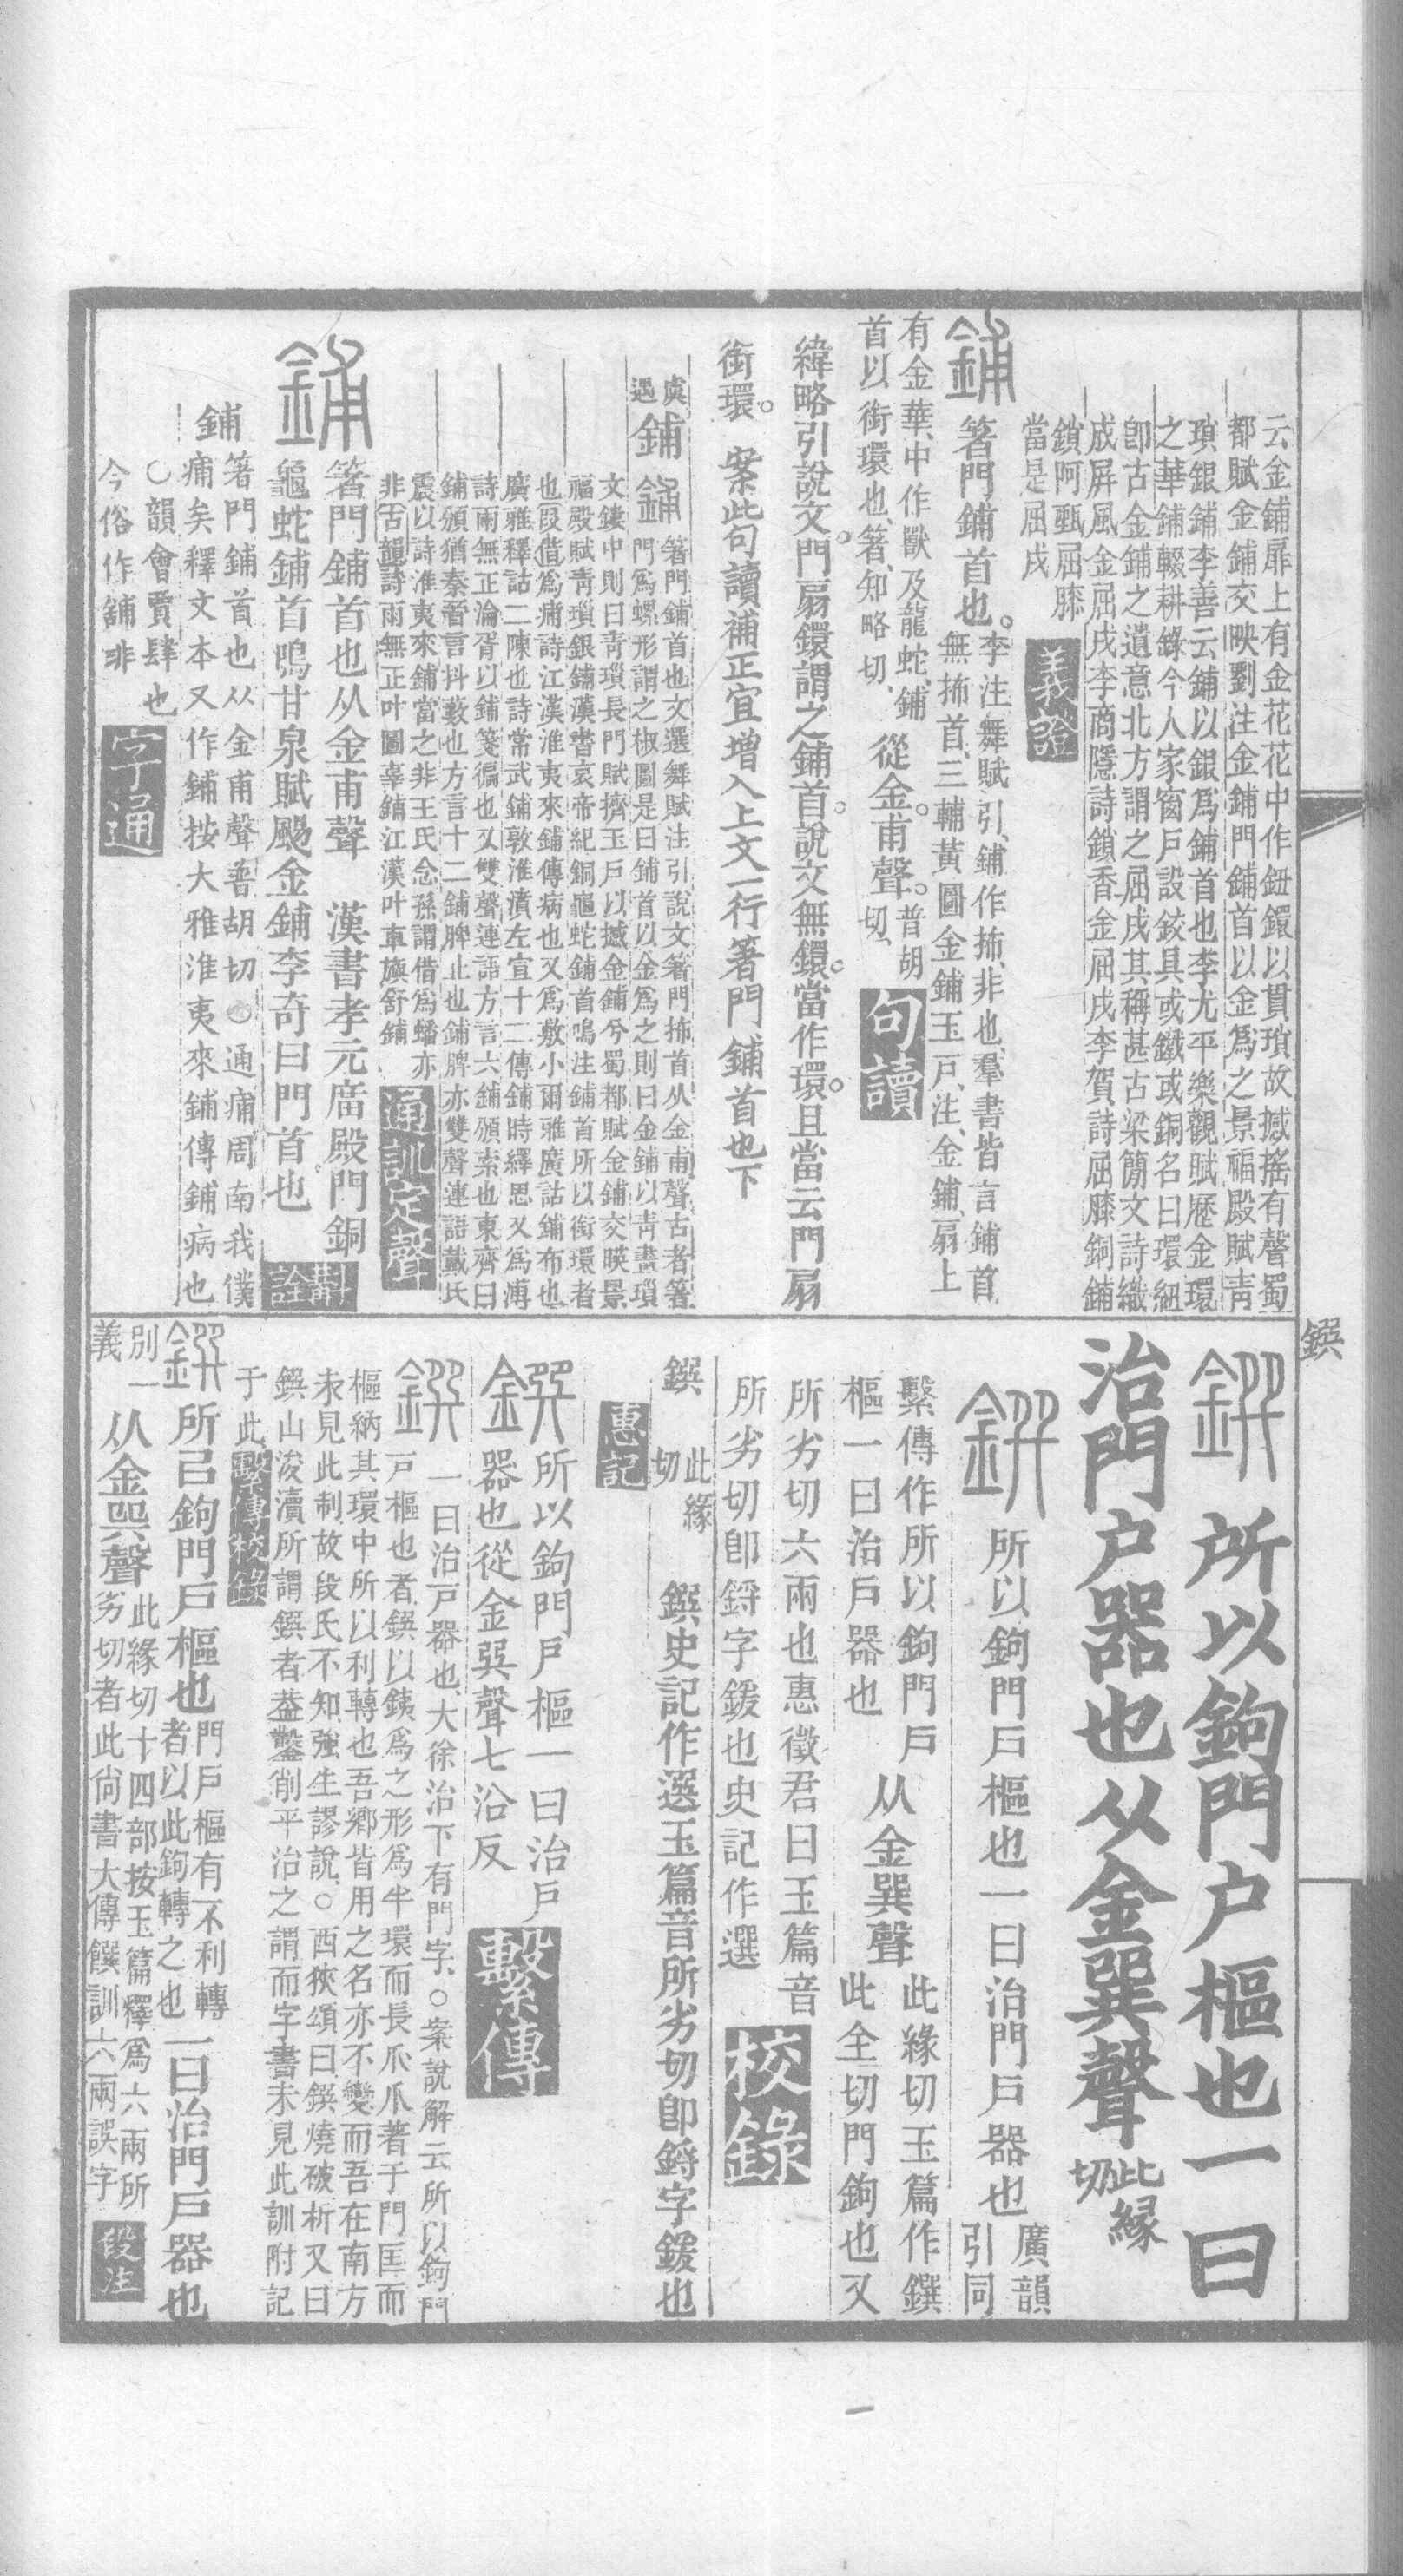 云金鋪扉上有金花花中作鈕鐶以貫瑣故撼搖有聲蜀
都賦金鋪交映劉注金鋪門鋪首以金爲之景福殿賦靑
瑣銀鋪李善云鋪以銀爲鋪首也李尤平樂觀賦歷金環
之華鋪輟耕錄今人家窗戶設鉸具或鐵或銅名曰環紐
卽古金鋪之遺意北方謂之屈戍其稱甚古梁簡文詩織
成屏風金屈戍李商隱詩鎖香金屈戍李賀詩屈膝銅鋪
鎖阿甄屈膝
當是屈戍
義證
鋪
箸門鋪首也。
李注舞賦引、鋪作抪、非也、羣書皆言鋪首
無抪首、三輔黃圖金鋪玉戶、注、金鋪、扇上
有金華、中作獸及龍蛇、鋪
首以銜環也、箸、知略切、
從金。甫聲。
普胡
切、
句讀
緯略引說文。門扇鐶謂之鋪首。說文無鐶。當作環。且當云門扇
銜環。案此句讀補正宜增入上文一行箸門鋪首也下
虞
遇
鋪
鋪
箸門鋪首也文選舞賦注引說文箸門抪首从金甫聲古者箸
門爲螺形謂之椒圖是曰鋪首以金爲之則曰金鋪以靑畫瑣
文鏤中則曰靑瑣長門賦擠玉戶以撼金鋪兮蜀都賦金鋪交暎景
福殿賦靑瑣銀鋪漢書哀帝紀銅龜蛇鋪首鳴注鋪首所以銜環者
也叚借爲痡詩江漢淮夷來鋪傳病也又爲敷小爾雅廣詁鋪布也
廣雅釋詁二陳也詩常武鋪敦淮濆左宣十二傳鋪時繹思又爲溥
詩雨無正淪胥以鋪箋徧也又雙聲連語方言六鋪頒索也東齊曰
鋪頒猶秦晉言抖藪也方言十二鋪脾止也鋪脾亦雙聲連語戴氏
震以詩淮夷來鋪當之非王氏念孫謂借爲蟠亦
非古韻詩雨無正叶圖辜鋪江漢叶車旟舒鋪
通訓定聲
鋪
箸門鋪首也从金甫聲　漢書孝元廟殿門銅
龜蛇鋪首鳴甘泉賦颺金鋪李奇曰門首也
斠詮
鋪
箸門鋪首也从金甫聲普胡切　通痡周南我僕
痡矣釋文本又作鋪按大雅淮夷來鋪傳鋪病也
○韻會賈肆也
今俗作舖非
字通
鐉
鐉
所以鉤門户樞也一曰
治門户器也从金巽聲
此緣
切
鐉
所以鉤門戶樞也一曰治門戶器也
廣韻
引同
繫傳作所以鉤門戶
樞一曰治戶器也
从金巽聲
此緣切玉篇作鐉
此全切門鉤也又
所劣切六兩也惠徵君曰玉篇音
所劣切卽鋝字鍰也史記作選
校錄
鐉
此緣
切
鐉史記作選玉篇音所劣切卽鋝字鍰也
惠記
鐉
所以鉤門戶樞一曰治戶
器也從金巽聲七沿反
繫傳
鐉
一曰治戶器也、大徐治下有門字、○案說解云所以鉤門
戶樞也者鐉以鐵爲之形爲半環而長爪爪著于門匡而
樞納其環中所以利轉也吾鄉皆用之名亦不變而吾在南方
未見此制故段氏不知強生謬說、○西狹頌曰鐉燒破析又曰
鐉山浚瀆所謂鐉者葢鑿削平治之謂而字書未見此訓附記
于此、
繫傳校錄
鐉
所㠯鉤門戶樞也
門戶樞有不利轉
者以此鉤轉之也
一曰治門戶器也
別一
義
从金巽聲
此緣切十四部按玉篇釋爲六兩所
劣切者此尙書大傳饌訓六兩誤字
段注